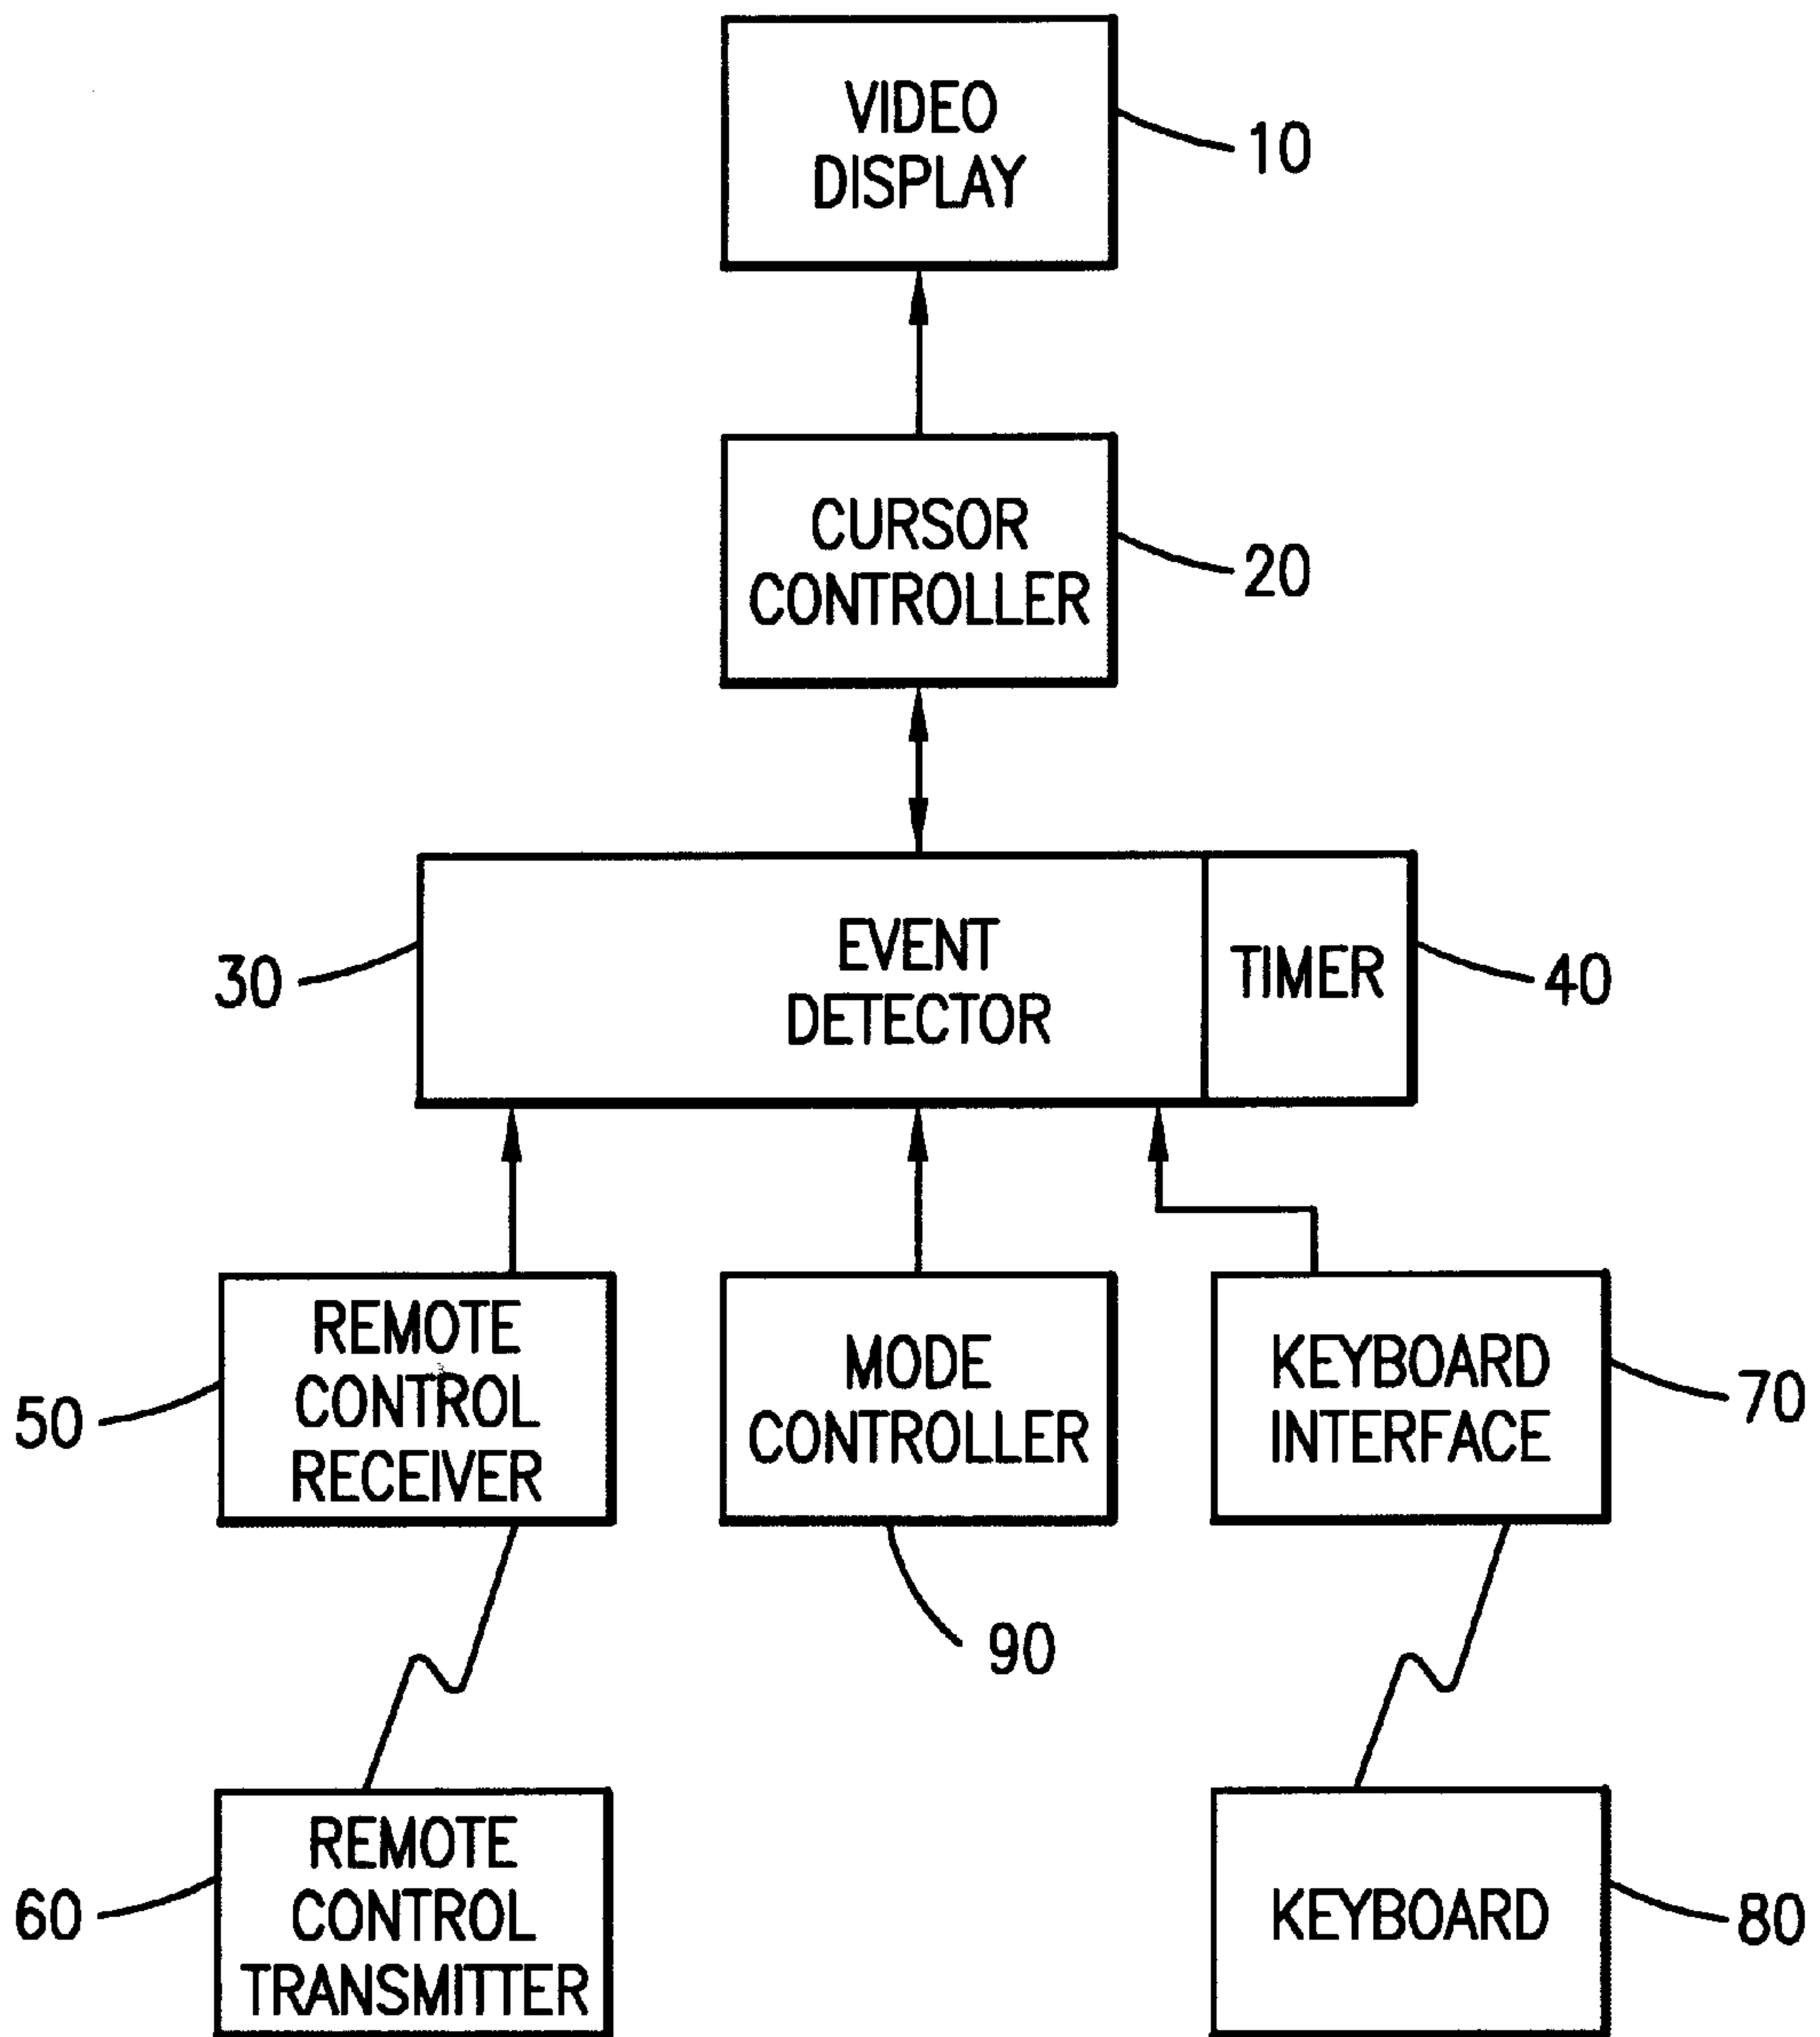 VIDEO
DISPLAY
10
CURSOR
CONTROLLER
20
EVENT
DETECTOR
30
TIMER
40
REMOTE
CONTROL
RECEIVER
50
MODE
CONTROLLER
90
KEYBOARD
INTERFACE
70
REMOTE
CONTROL
TRANSMITTER
60
KEYBOARD
80